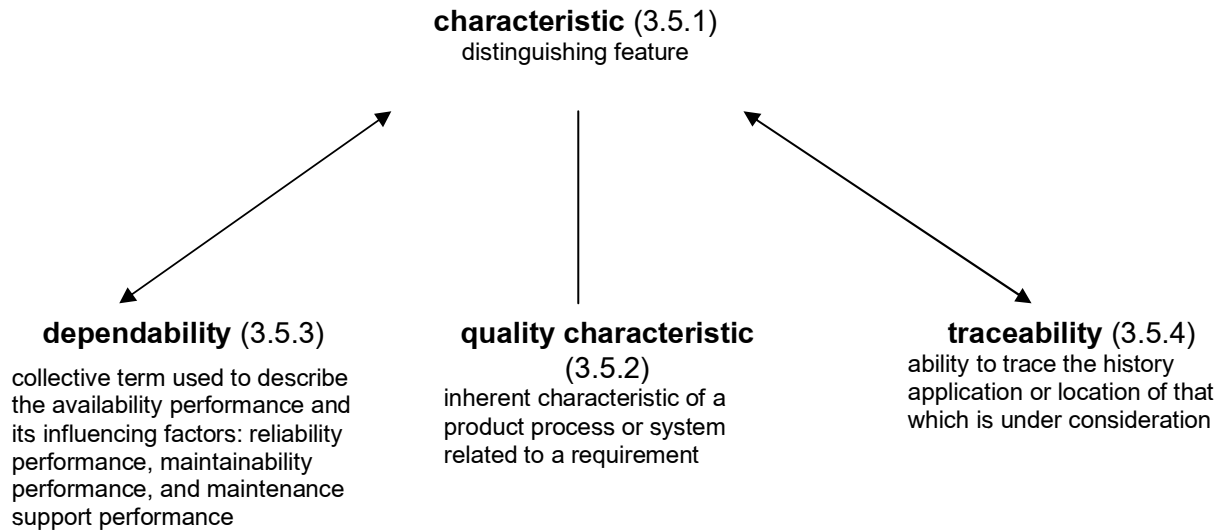 characteristic (3.5.1)
distinguishing feature
dependability (3.5.3)
collective term used to describe
the availability performance and
its influencing factors: reliability
performance, maintainability
performance, and maintenance
support performance
quality characteristic
(3.5.2)
inherent characteristic of a
product process or system
related to a requirement
traceability (3.5.4)
ability to trace the history
application or location of that
which is under consideration